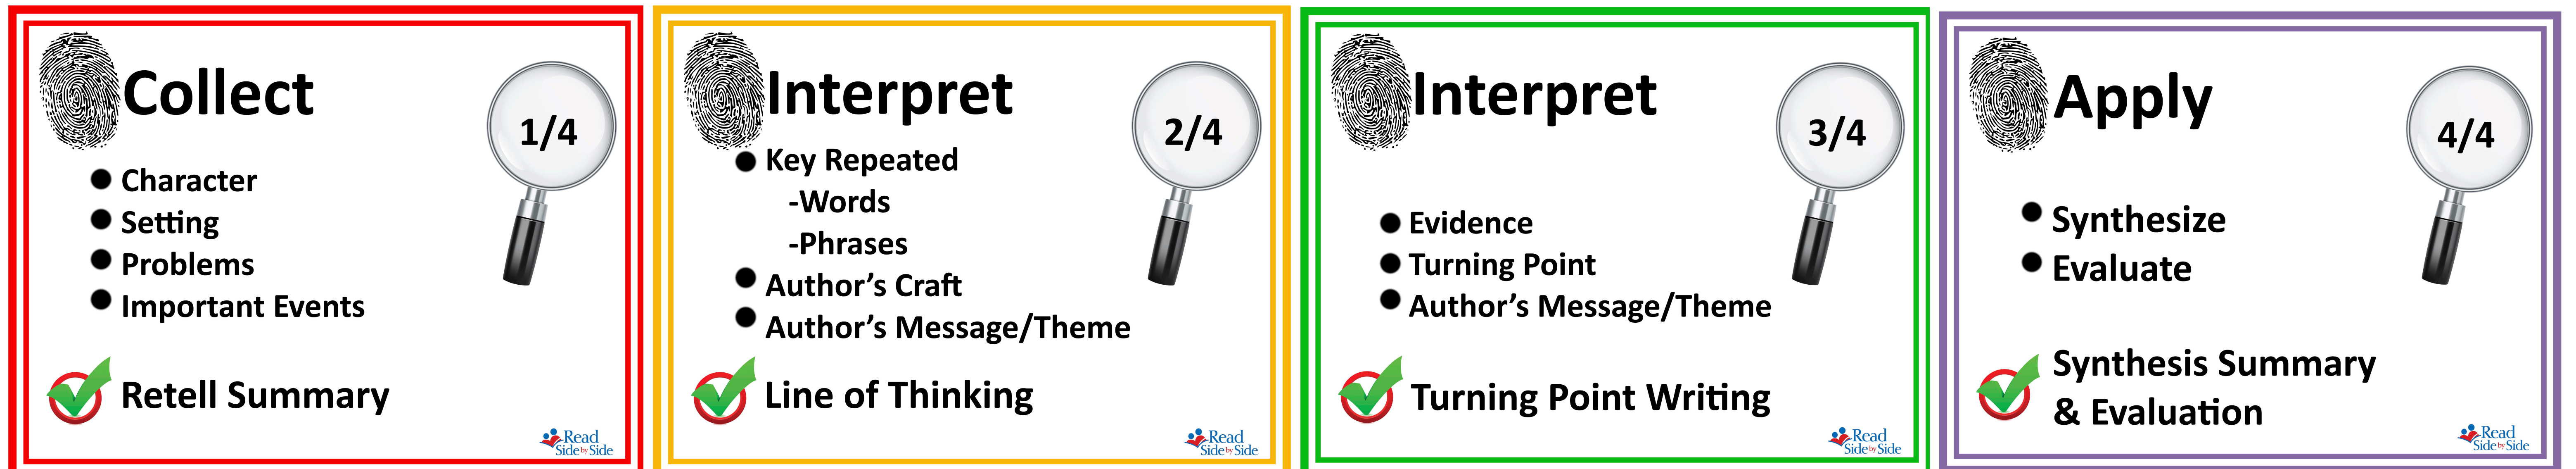 Collect
1/4
● Character
● Setting
● Problems
● Important Events
Retell Summary
Read
Side by Side
Interpret
2/4
● Key Repeated
-Words
-Phrases
● Author’s Craft
● Author’s Message/Theme
Line of Thinking
Read
Side by Side
Interpret
3/4
● Evidence
● Turning Point
● Author’s Message/Theme
Turning Point Writing
Read
Side by Side
Apply
4/4
● Synthesize
● Evaluate
Synthesis Summary
& Evaluation
Read
Side by Side